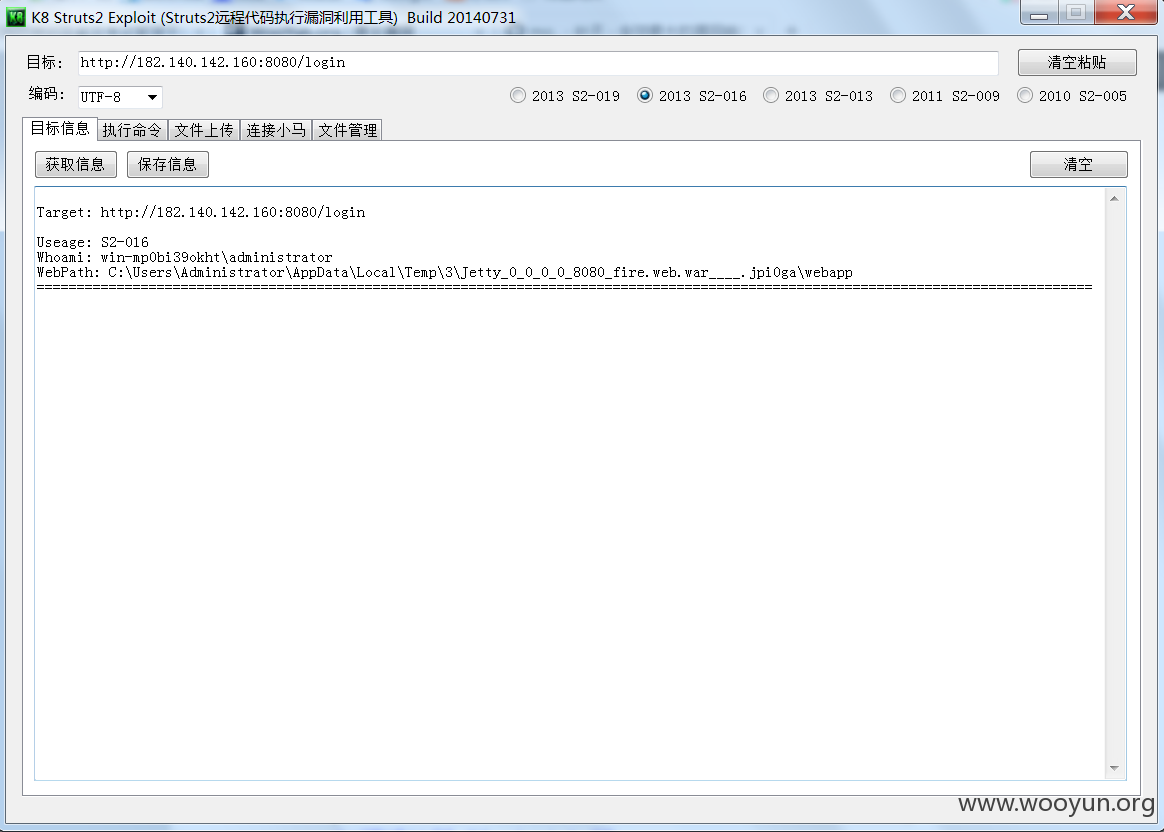 K8 K8 Struts2 Exploit (Struts2远程代码执行漏洞利用工具) Build 20140731
目标: http://182.140.142.160:8080/login 清空粘贴
编码: UTF-8 2013 S2-019 2013 S2-016 2013 S2-013 2011 S2-009 2010 S2-005
目标信息 执行命令 文件上传 连接小马 文件管理
获取信息 保存信息 清空
Target: http://182.140.142.160:8080/login
Useage: S2-016
Whoami: win-mp0bi39okht\administrator
WebPath: C:\Users\Administrator\AppData\Local\Temp\3\Jetty_0_0_0_0_8080_fire.web.war____.jpi0ga\webapp
====================================================================================================================================
www.wooyun.org